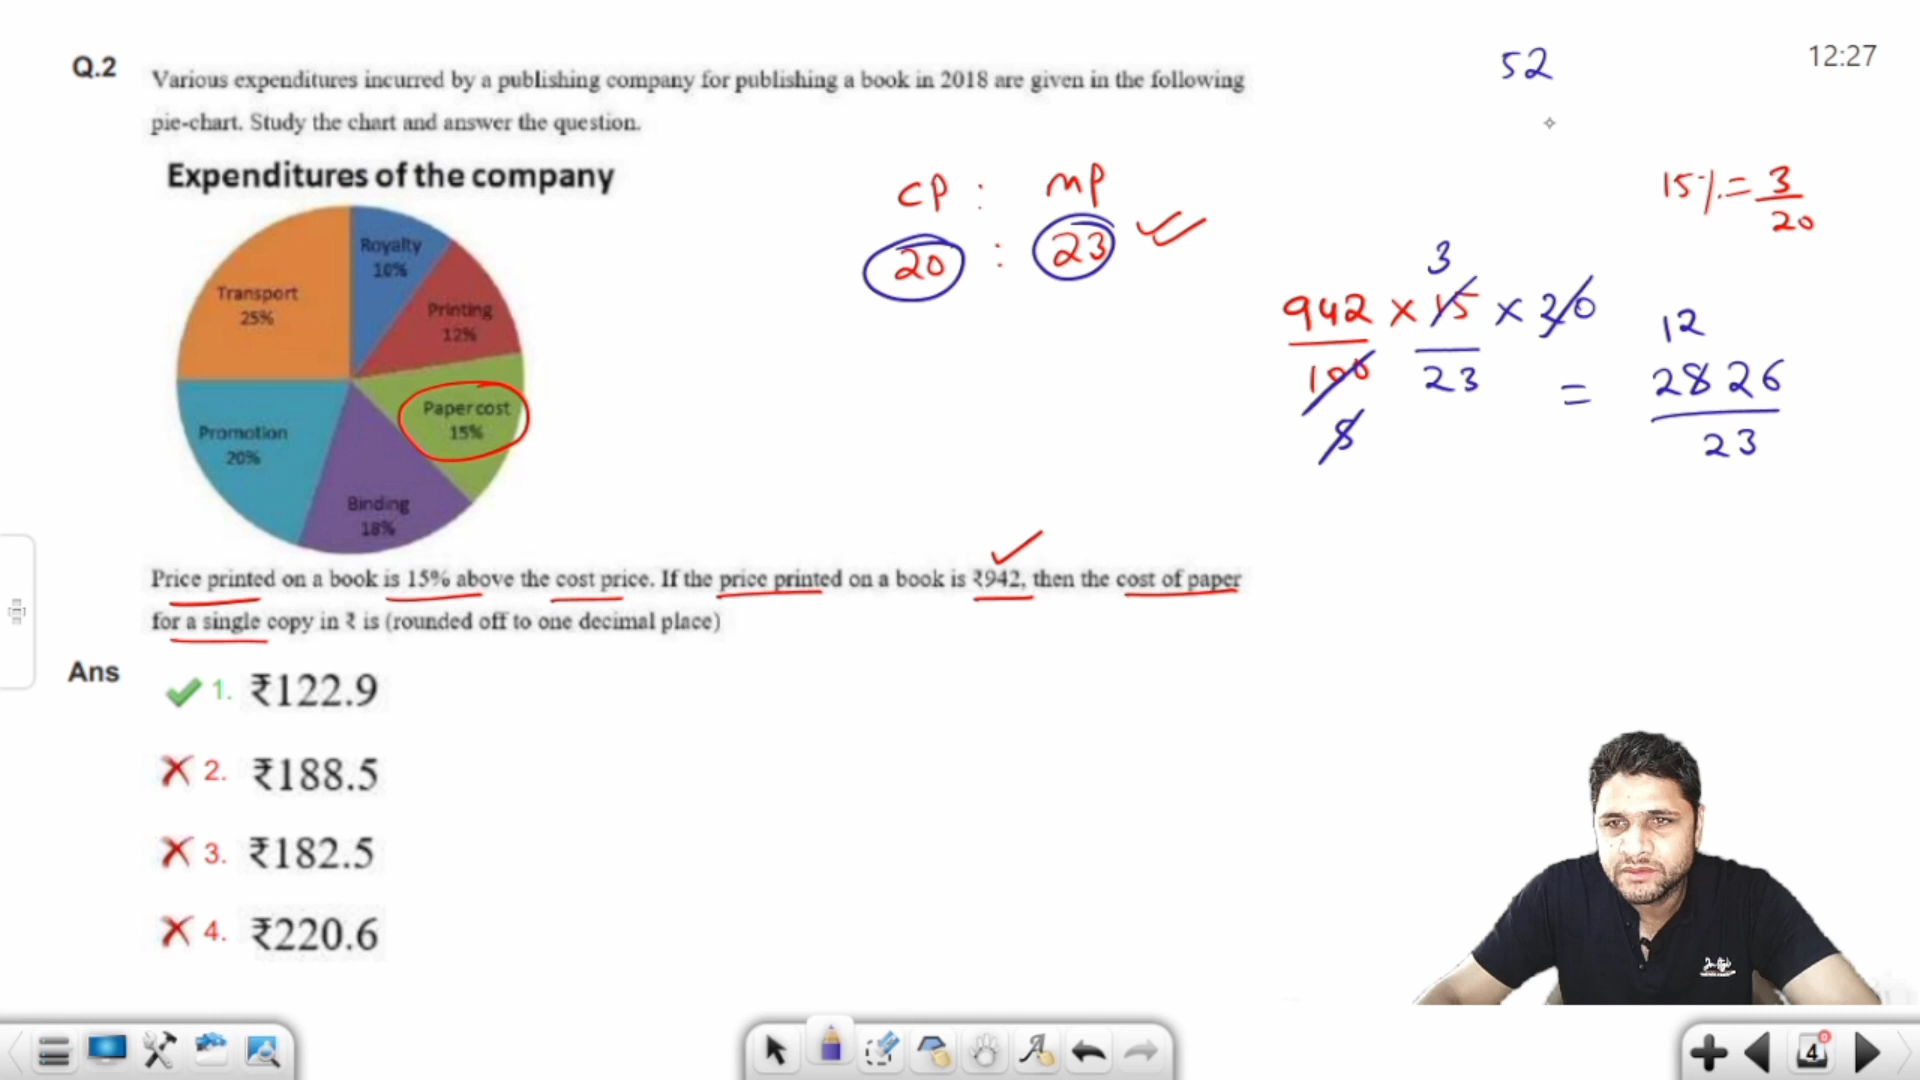 52
12:27
Q.2
Various expenditures incurred by a publishing company for publishing a book in 2018 are given in the following
pie-chart. Study the chart and answer the question.
Expenditures of the company
Royalty
10%
Printing
12%
Paper cost
15%
Binding
18%
Promotion
20%
Transport
25%
CP : MP
20 : 23
15% = 3/20
3
942 × 15 × 20
100 23
5
=
12
2826
23
Price printed on a book is 15% above the cost price. If the price printed on a book is ₹942, then the cost of paper
for a single copy in ₹ is (rounded off to one decimal place)
Ans
1. ₹122.9
2. ₹188.5
3. ₹182.5
4. ₹220.6
A
4
0